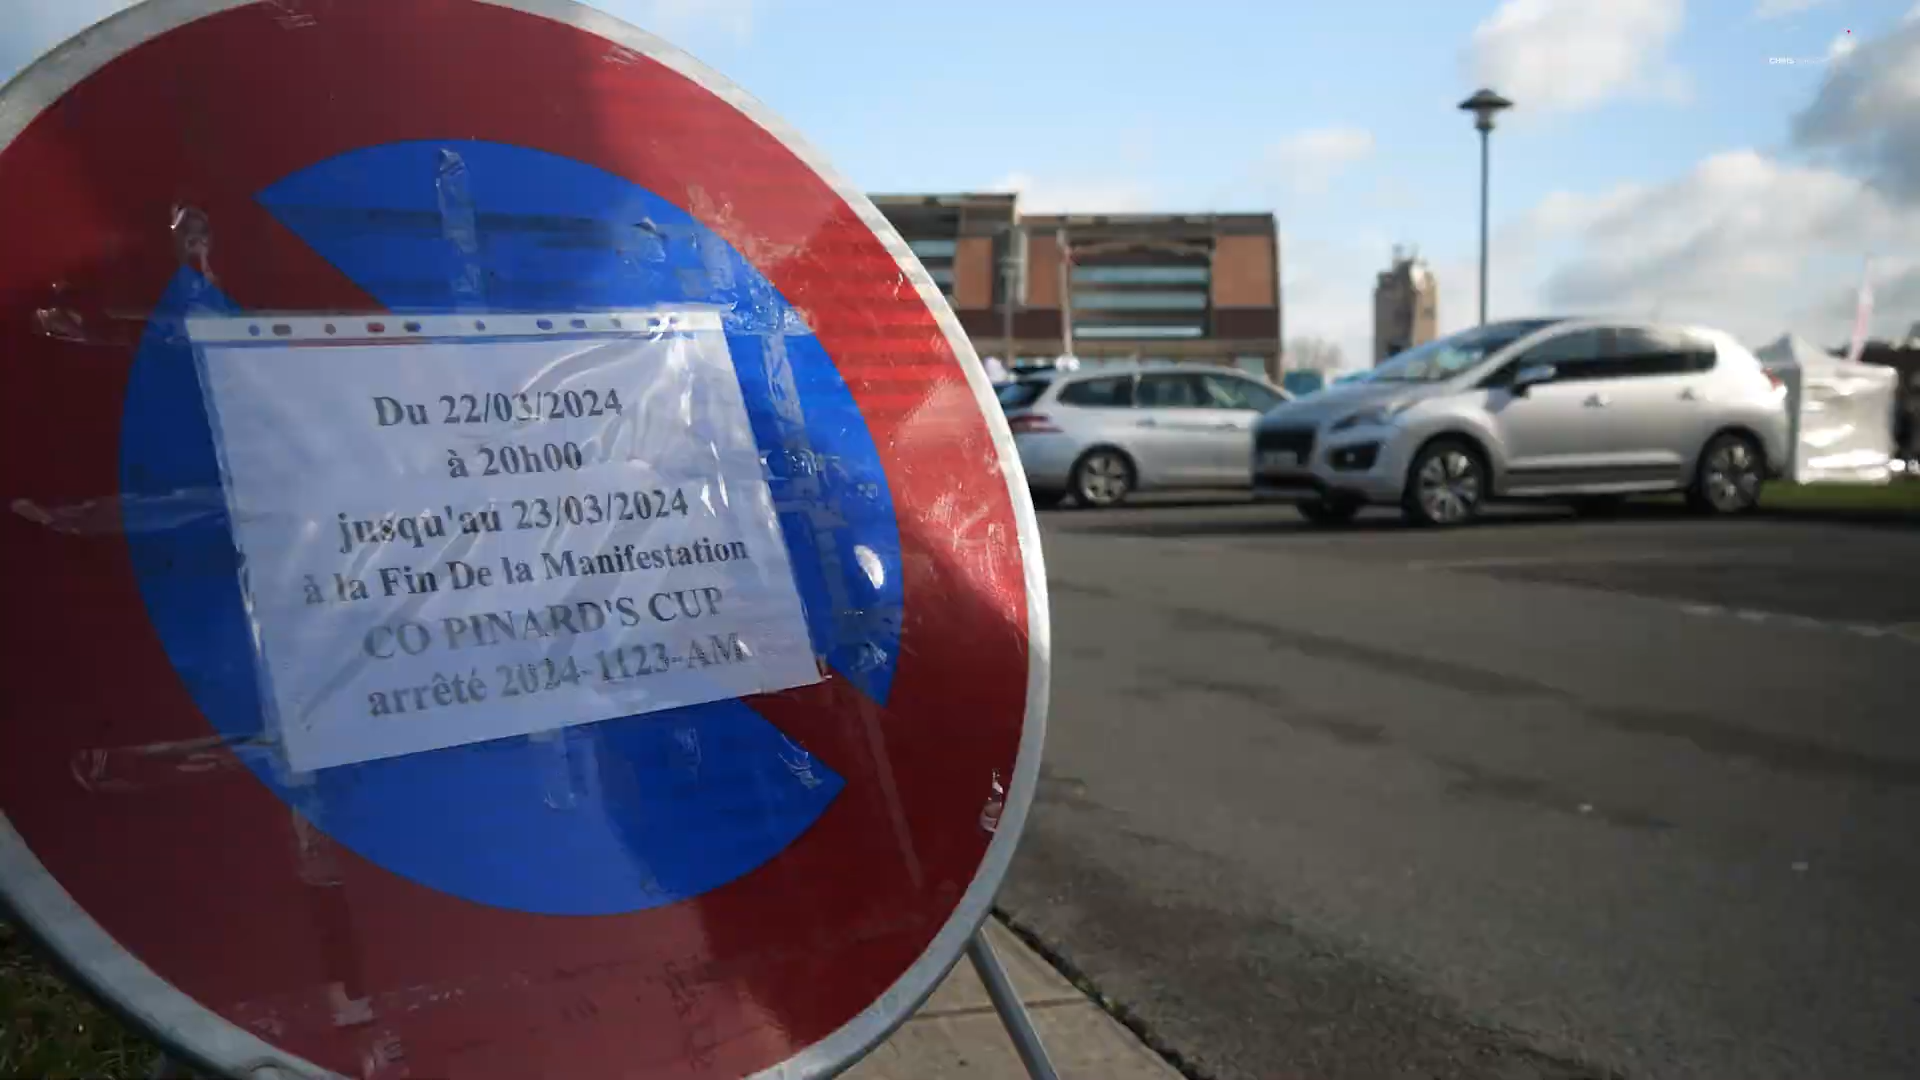 Du 22/03/2024
à 20h00
jusqu'au 23/03/2024
à la Fin De la Manifestation
CO PINARD'S CUP
arrêté 2024-1123-AM